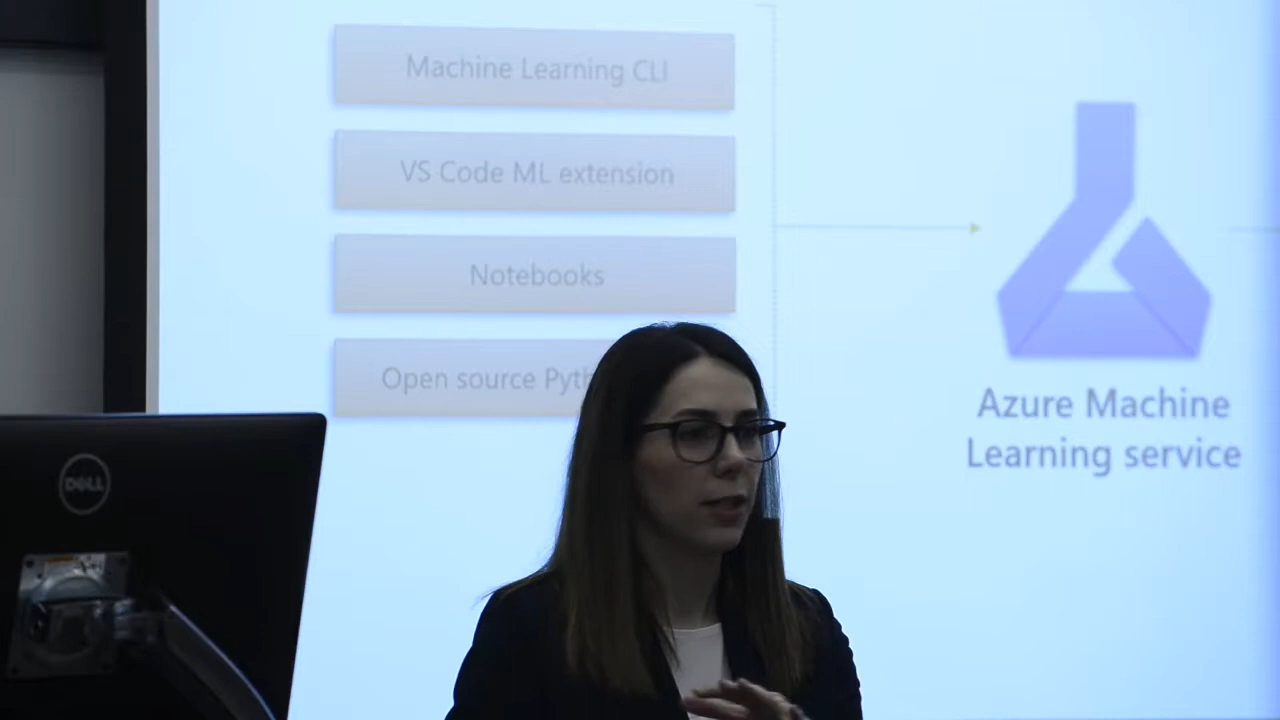 Machine Learning CLI
VS Code ML extension
Notebooks
Open source Pyth
Azure Machine
Learning service
DELL